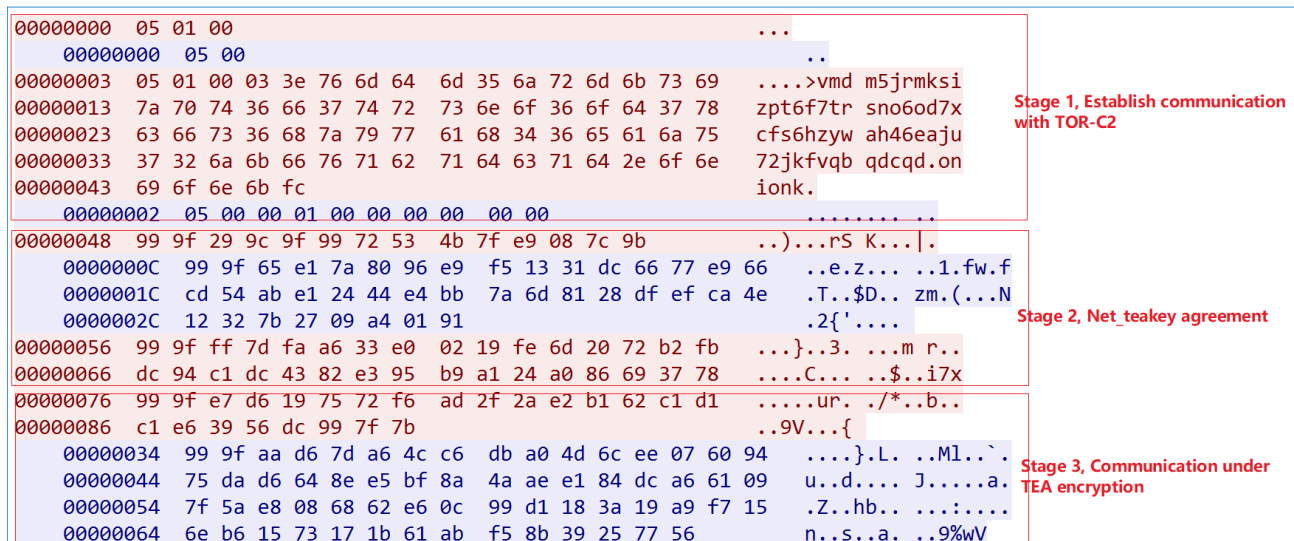 00000000  05 01 00                                           ...
    00000000  05 00                                              ..
00000003  05 01 00 03 3e 76 6d 64  6d 35 6a 72 6d 6b 73 69   ....>vmd m5jrmksi
00000013  7a 70 74 36 66 37 74 72  73 6e 6f 36 6f 64 37 78   zpt6f7tr sno6od7x
Stage 1, Establish communication
00000023  63 66 73 36 68 7a 79 77  61 68 34 36 65 61 6a 75   cfs6hzyw ah46eaju
with TOR-C2
00000033  37 32 6a 6b 66 76 71 62  71 64 63 71 64 2e 6f 6e   72jkfvqb qdcqd.on
00000043  69 6f 6e 6b fc                                     ionk.
    00000002  05 00 00 01 00 00 00 00  00 00                     ........ ..
00000048  99 9f 29 9c 9f 99 72 53  4b 7f e9 08 7c 9b         ..)...rS K...|.
    0000000C  99 9f 65 e1 7a 80 96 e9  f5 13 31 dc 66 77 e9 66   ..e.z... ..1.fw.f
    0000001C  cd 54 ab e1 24 44 e4 bb  7a 6d 81 28 df ef ca 4e   .T..$D.. zm.(...N
    0000002C  12 32 7b 27 09 a4 01 91                            .2{'....
Stage 2, Net_teakey agreement
00000056  99 9f ff 7d fa a6 33 e0  02 19 fe 6d 20 72 b2 fb   ...}..3. ...m r..
00000066  dc 94 c1 dc 43 82 e3 95  b9 a1 24 a0 86 69 37 78   ....C... ..$..i7x
00000076  99 9f e7 d6 19 75 72 f6  ad 2f 2a e2 b1 62 c1 d1   .....ur. ./*..b..
00000086  c1 e6 39 56 dc 99 7f 7b                            ..9V...{
    00000034  99 9f aa d6 7d a6 4c c6  db a0 4d 6c ee 07 60 94   ....}.L. ..Ml..`.
Stage 3, Communication under
    00000044  75 da d6 64 8e e5 bf 8a  4a ae e1 84 dc a6 61 09   u..d.... J.....a.
TEA encryption
    00000054  7f 5a e8 08 68 62 e6 0c  99 d1 18 3a 19 a9 f7 15   .Z..hb.. ...:....
    00000064  6e b6 15 73 17 1b 61 ab  f5 8b 39 25 77 56         n..s..a. ..9%wV